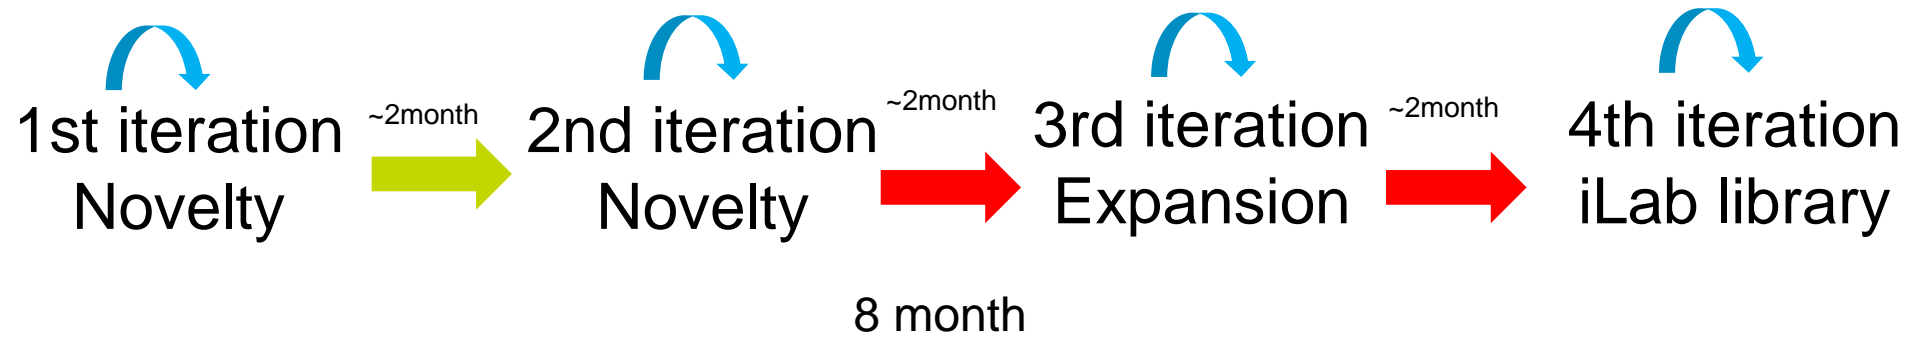 1st iteration
Novelty
~2month
2nd iteration
Novelty
~2month
3rd iteration
Expansion
~2month
4th iteration
iLab library
8 month